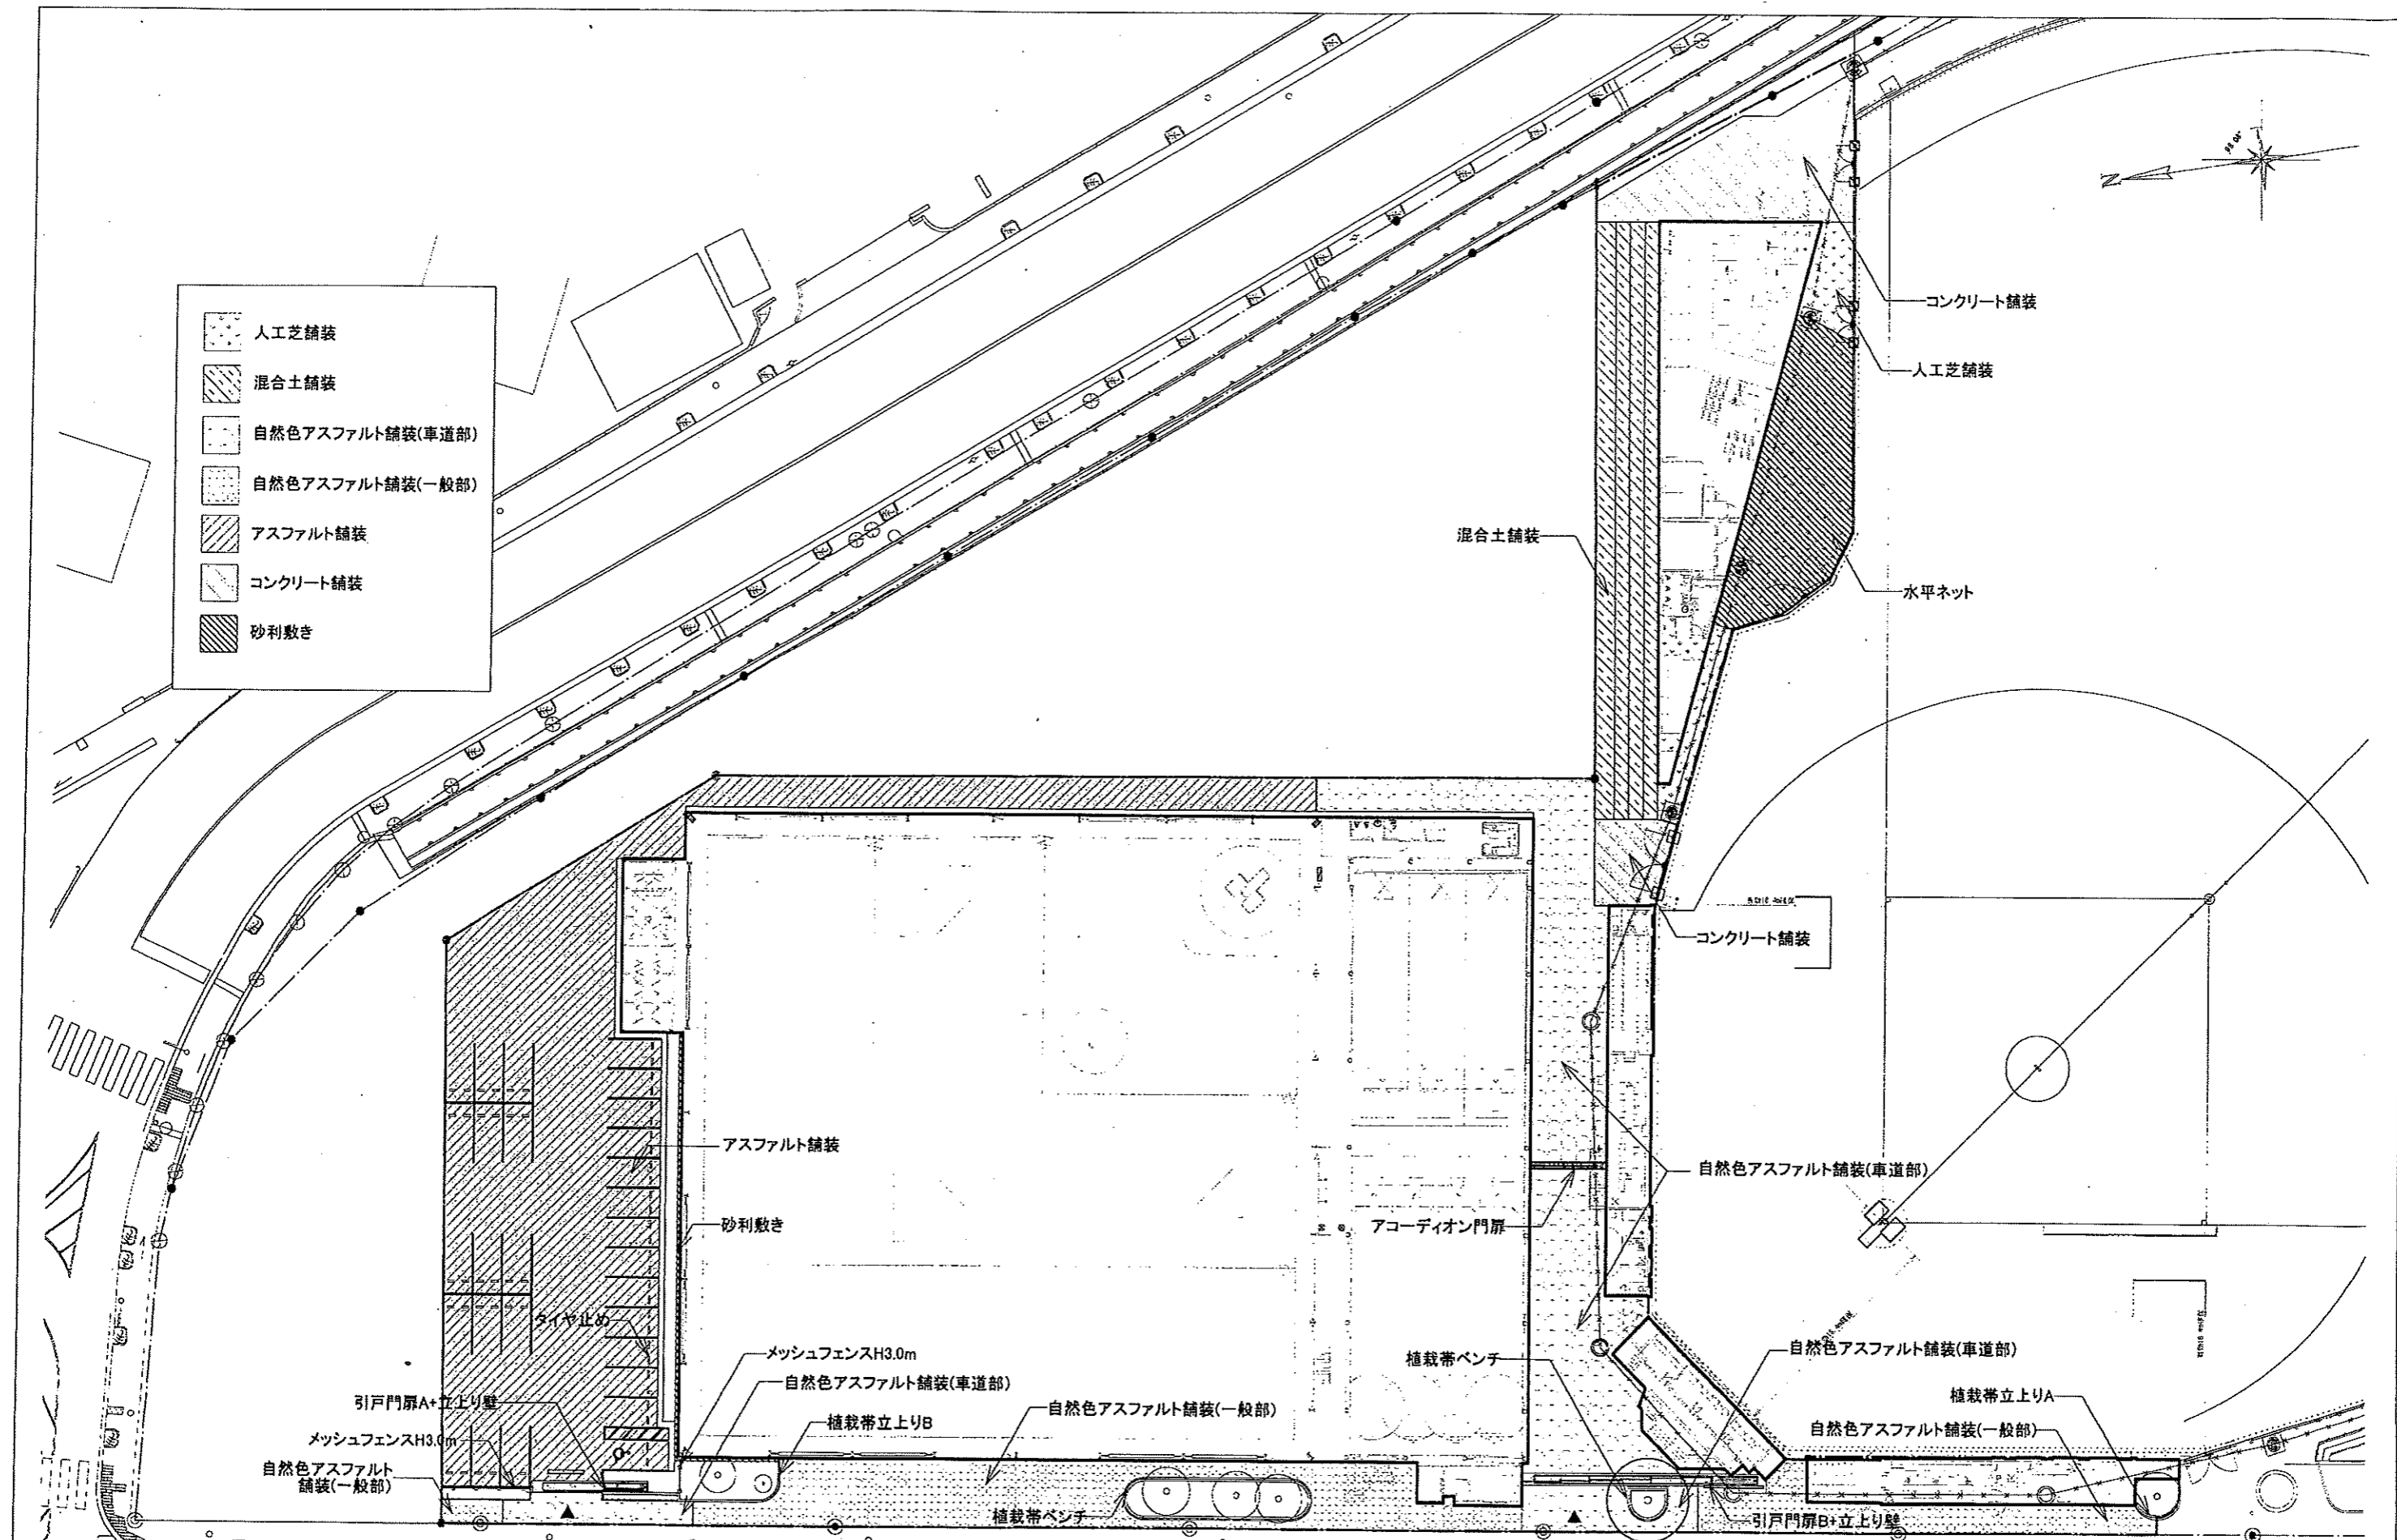 人工芝舗装
混合土舗装
自然色アスファルト舗装(車道部)
自然色アスファルト舗装(一般部)
アスファルト舗装
コンクリート舗装
砂利敷き
N
コンクリート舗装
人工芝舗装
混合土舗装
水平ネット
コンクリート舗装
アスファルト舗装
自然色アスファルト舗装(車道部)
砂利敷き
アコーディオン門扉
タイヤ止め
メッシュフェンスH3.0m
植栽帯ベンチ
自然色アスファルト舗装(車道部)
自然色アスファルト舗装(車道部)
引戸門扉A+立上り壁
植栽帯立上りB
自然色アスファルト舗装(一般部)
植栽帯立上りA
自然色アスファルト舗装(一般部)
メッシュフェンスH3.0m
自然色アスファルト
舗装(一般部)
植栽帯ベンチ
引戸門扉B+立上り壁